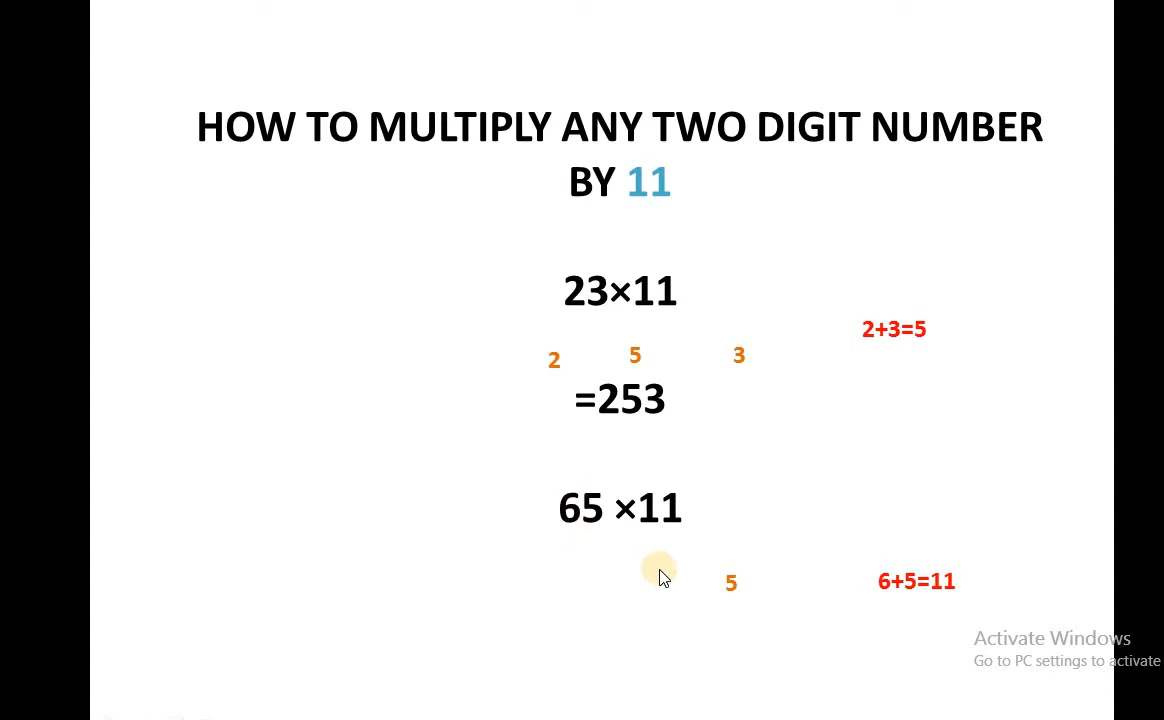 HOW TO MULTIPLY ANY TWO DIGIT NUMBER
BY 11
23×11
2+3=5
2 5 3
=253
65 ×11
5 6+5=11
Activate Windows
Go to PC settings to activate